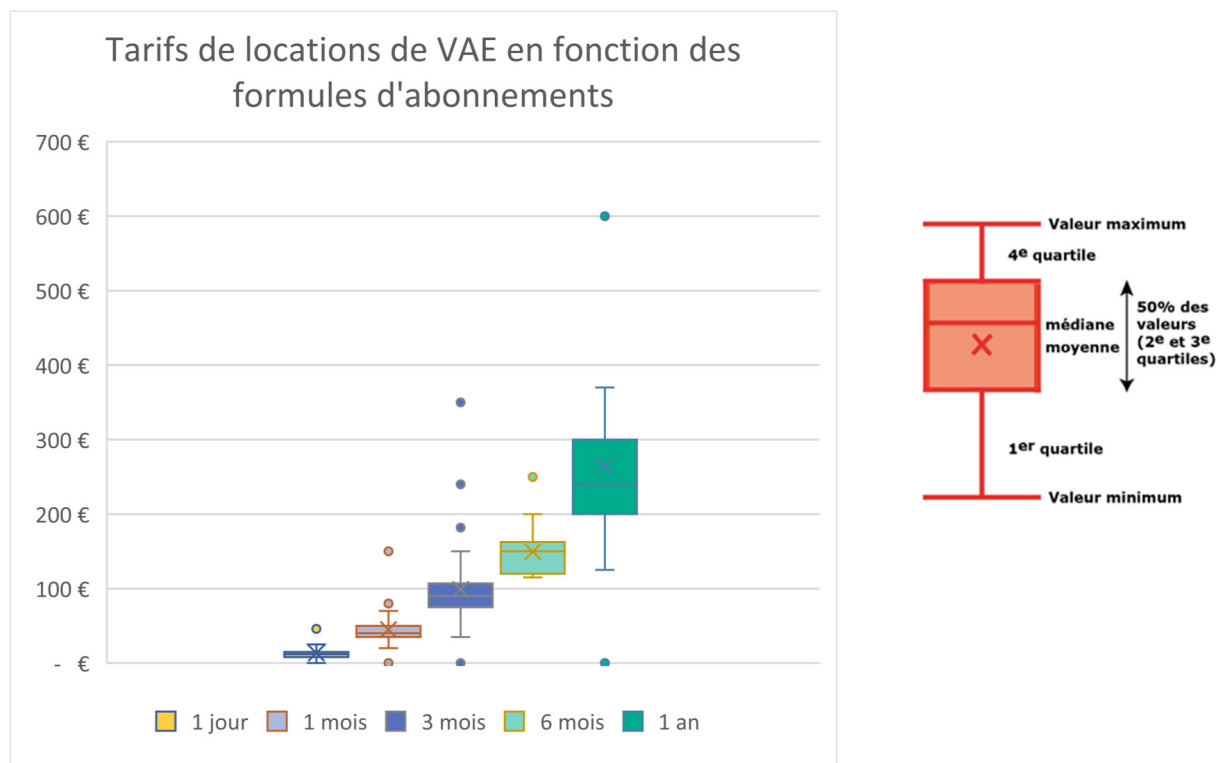 Tarifs de locations de VAE en fonction des
formules d'abonnements
700 €
600 €
500 €
400 €
300 €
200 €
100 €
- €
1 jour
1 mois
3 mois
6 mois
1 an
Valeur maximum
4e quartile
50% des
valeurs
(2e et 3e
quartiles)
médiane
moyenne
1er quartile
Valeur minimum